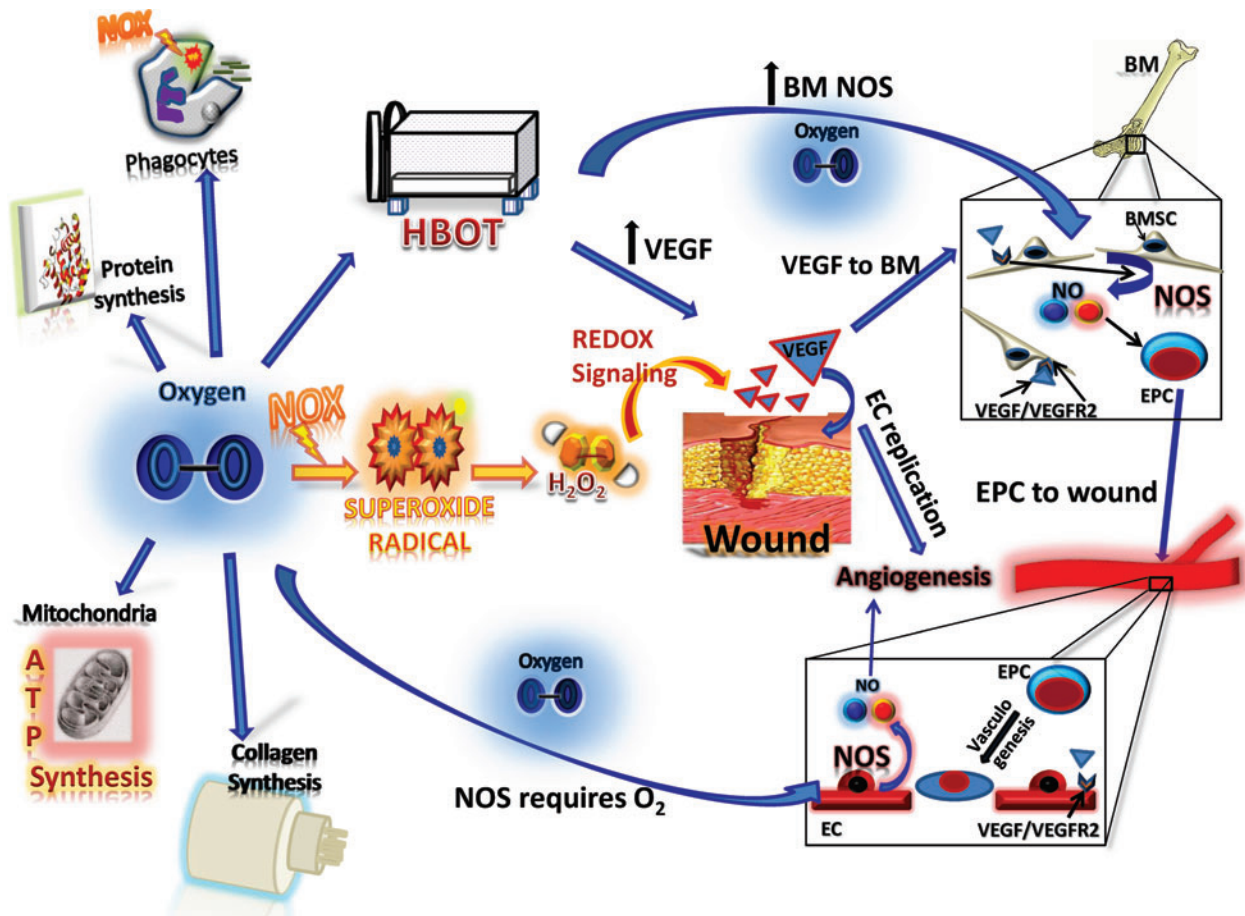 NOX
Phagocytes
Protein
synthesis
Oxygen
HBOT
BM NOS
Oxygen
VEGF
VEGF to BM
BM
BMSC
NO
NOS
EPC
VEGF/VEGFR2
NOX
SUPEROXIDE
RADICAL
H₂O₂
REDOX
Signaling
VEGF
Wound
EC replication
Angiogenesis
EPC to wound
Mitochondria
ATP
Synthesis
Collagen
Synthesis
Oxygen
NOS requires O₂
NO
NOS
EC
EPC
Vasculo
genesis
VEGF/VEGFR2